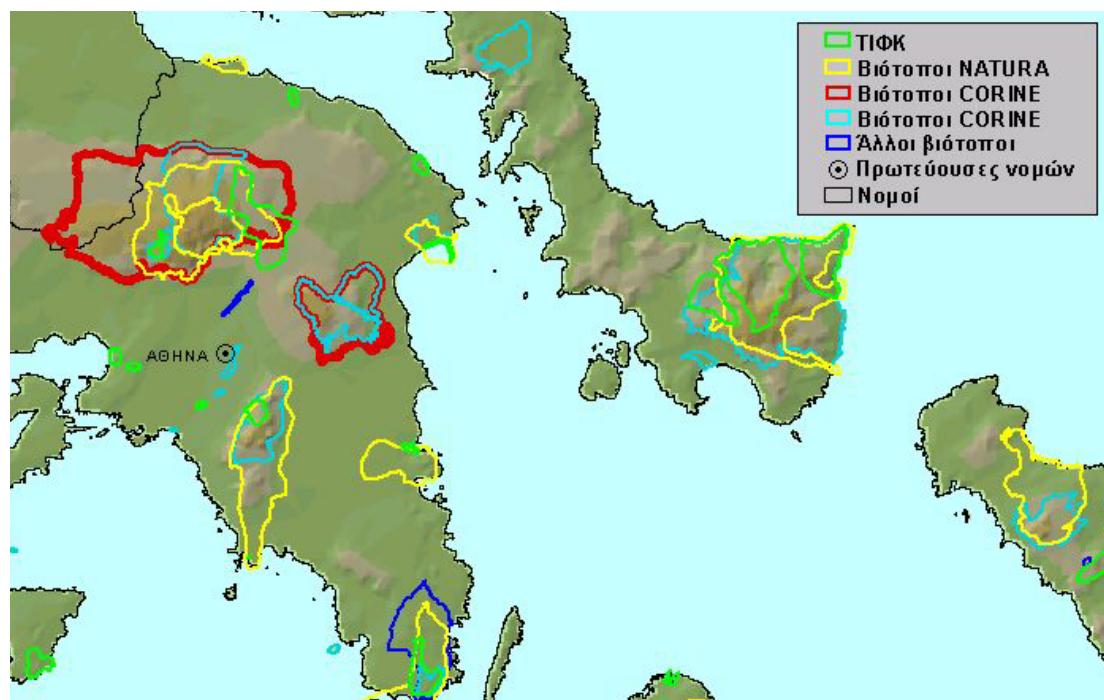 ΤΙΦΚ
Βιότοποι NATURA
Βιότοποι CORINE
Βιότοποι CORINE
Άλλοι βιότοποι
Πρωτεύουσες νομών
Νομοί
ΑΘΗΝΑ